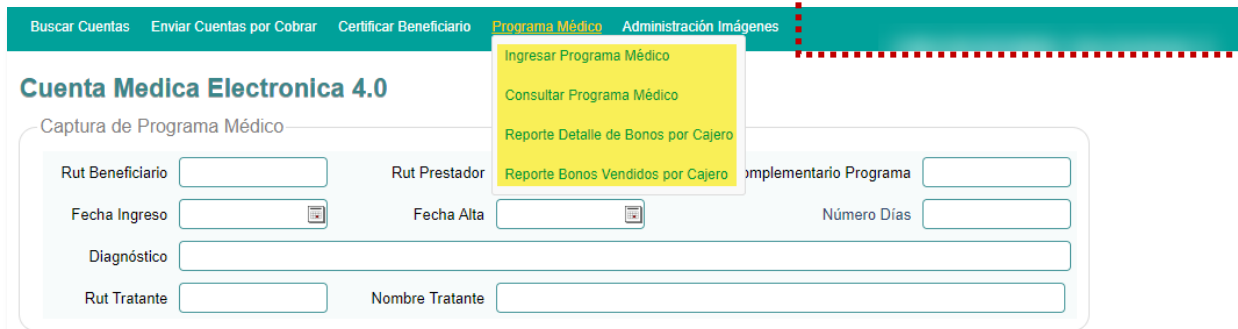 Buscar Cuentas Enviar Cuentas por Cobrar Certificar Beneficiario Programa Médico Administración Imágenes
Ingresar Programa Médico
Consultar Programa Médico
Reporte Detalle de Bonos por Cajero
Reporte Bonos Vendidos por Cajero
Cuenta Medica Electronica 4.0
Captura de Programa Médico
Rut Beneficiario Rut Prestador omplementario Programa
Fecha Ingreso Fecha Alta Número Días
Diagnóstico
Rut Tratante Nombre Tratante